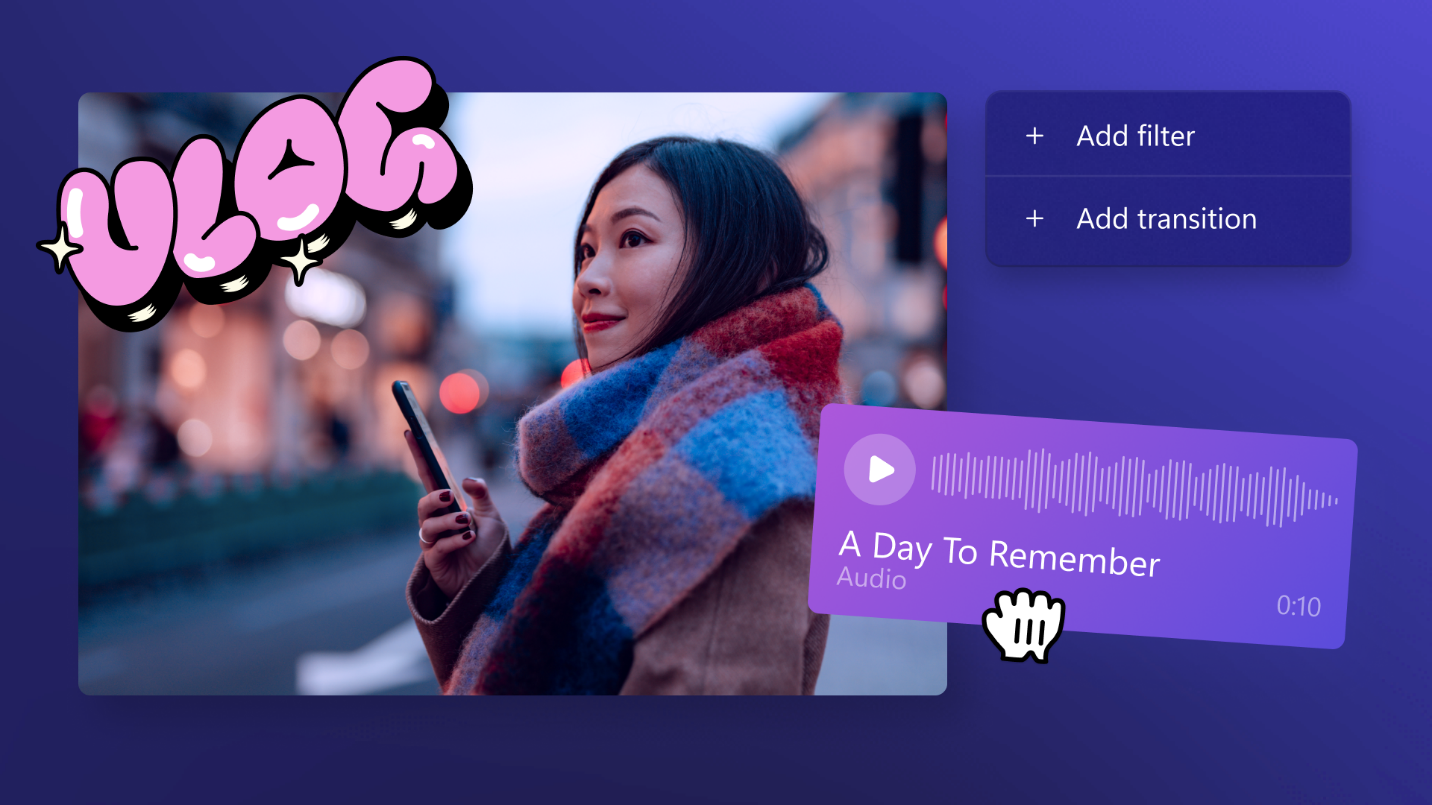 VLOG
+ Add filter
+ Add transition
A Day To Remember
Audio
0:10